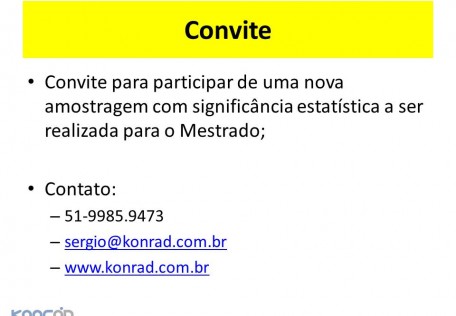 Convite
• Convite para participar de uma nova
amostragem com significância estatística a ser
realizada para o Mestrado;
• Contato:
– 51-9985.9473
– sergio@konrad.com.br
– www.konrad.com.br